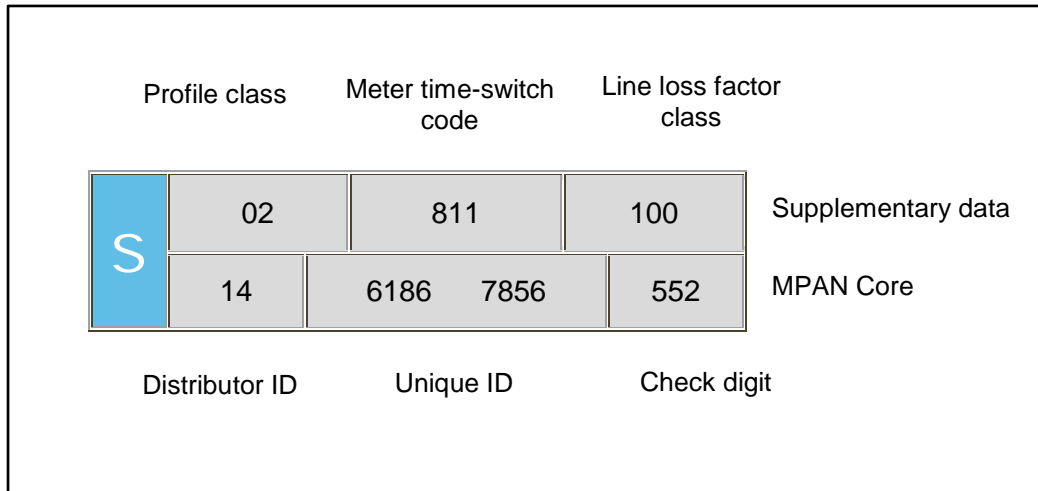 Profile class
Meter time-switch
code
Line loss factor
class
S
02
811
100
Supplementary data
14
6186 7856
552
MPAN Core
Distributor ID
Unique ID
Check digit